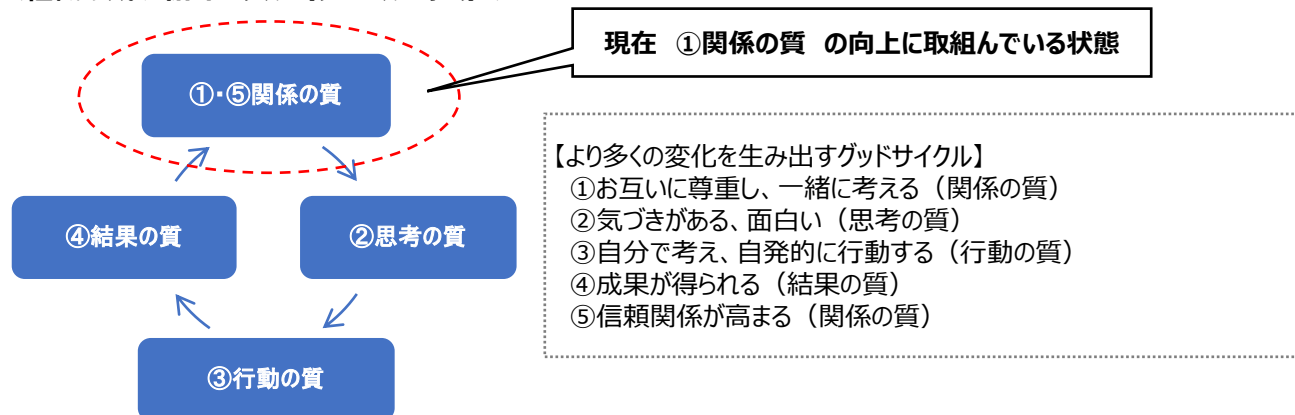 現在 ①関係の質 の向上に取組んでいる状態
①・⑤関係の質
④結果の質
②思考の質
③行動の質
【より多くの変化を生み出すグッドサイクル】
①お互いに尊重し、一緒に考える（関係の質）
②気づきがある、面白い（思考の質）
③自分で考え、自発的に行動する（行動の質）
④成果が得られる（結果の質）
⑤信頼関係が高まる（関係の質）